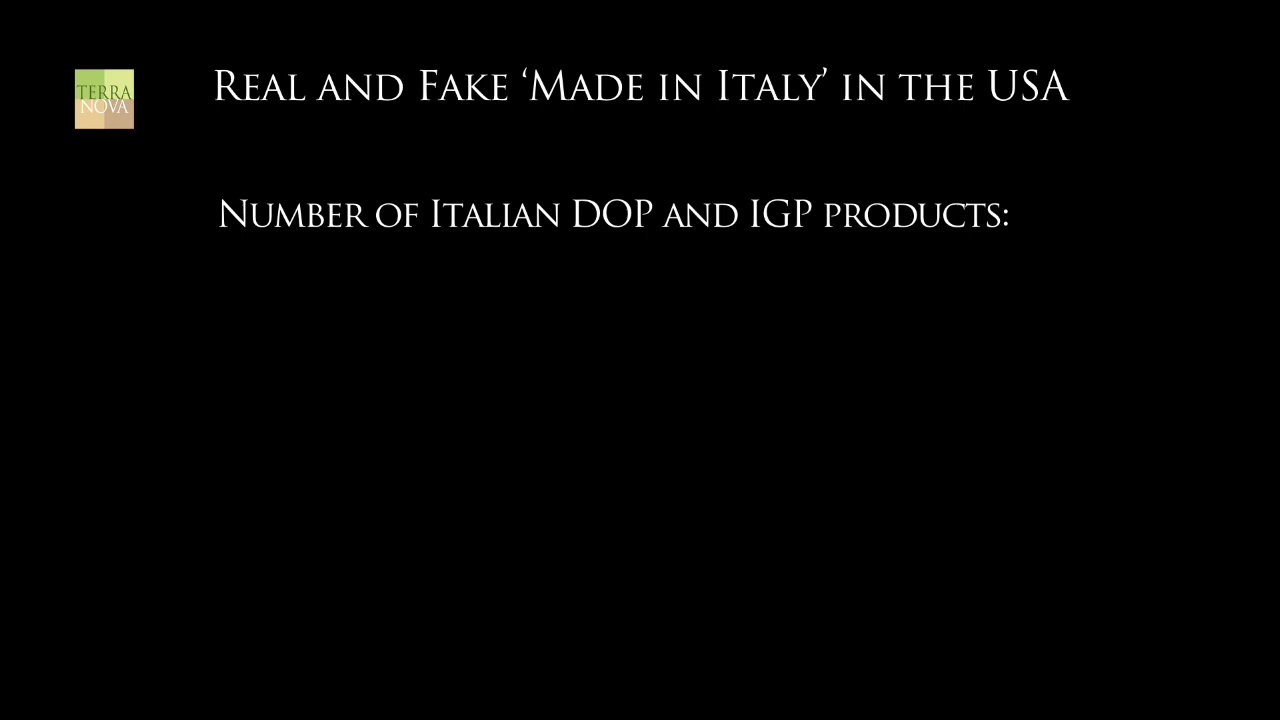 TERRA
NOVA
Real and Fake ‘Made in Italy’ in the USA
Number of Italian DOP and IGP products: